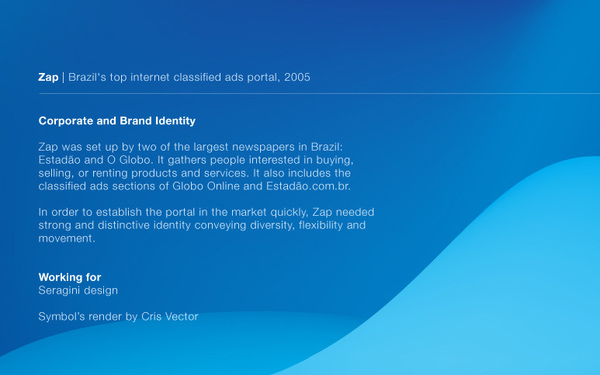 Zap | Brazil's top internet classified ads portal, 2005
Corporate and Brand Identity
Zap was set up by two of the largest newspapers in Brazil:
Estadão and O Globo. It gathers people interested in buying,
selling, or renting products and services. It also includes the
classified ads sections of Globo Online and Estadão.com.br.
In order to establish the portal in the market quickly, Zap needed
strong and distinctive identity conveying diversity, flexibility and
movement.
Working for
Seragini design
Symbol's render by Cris Vector